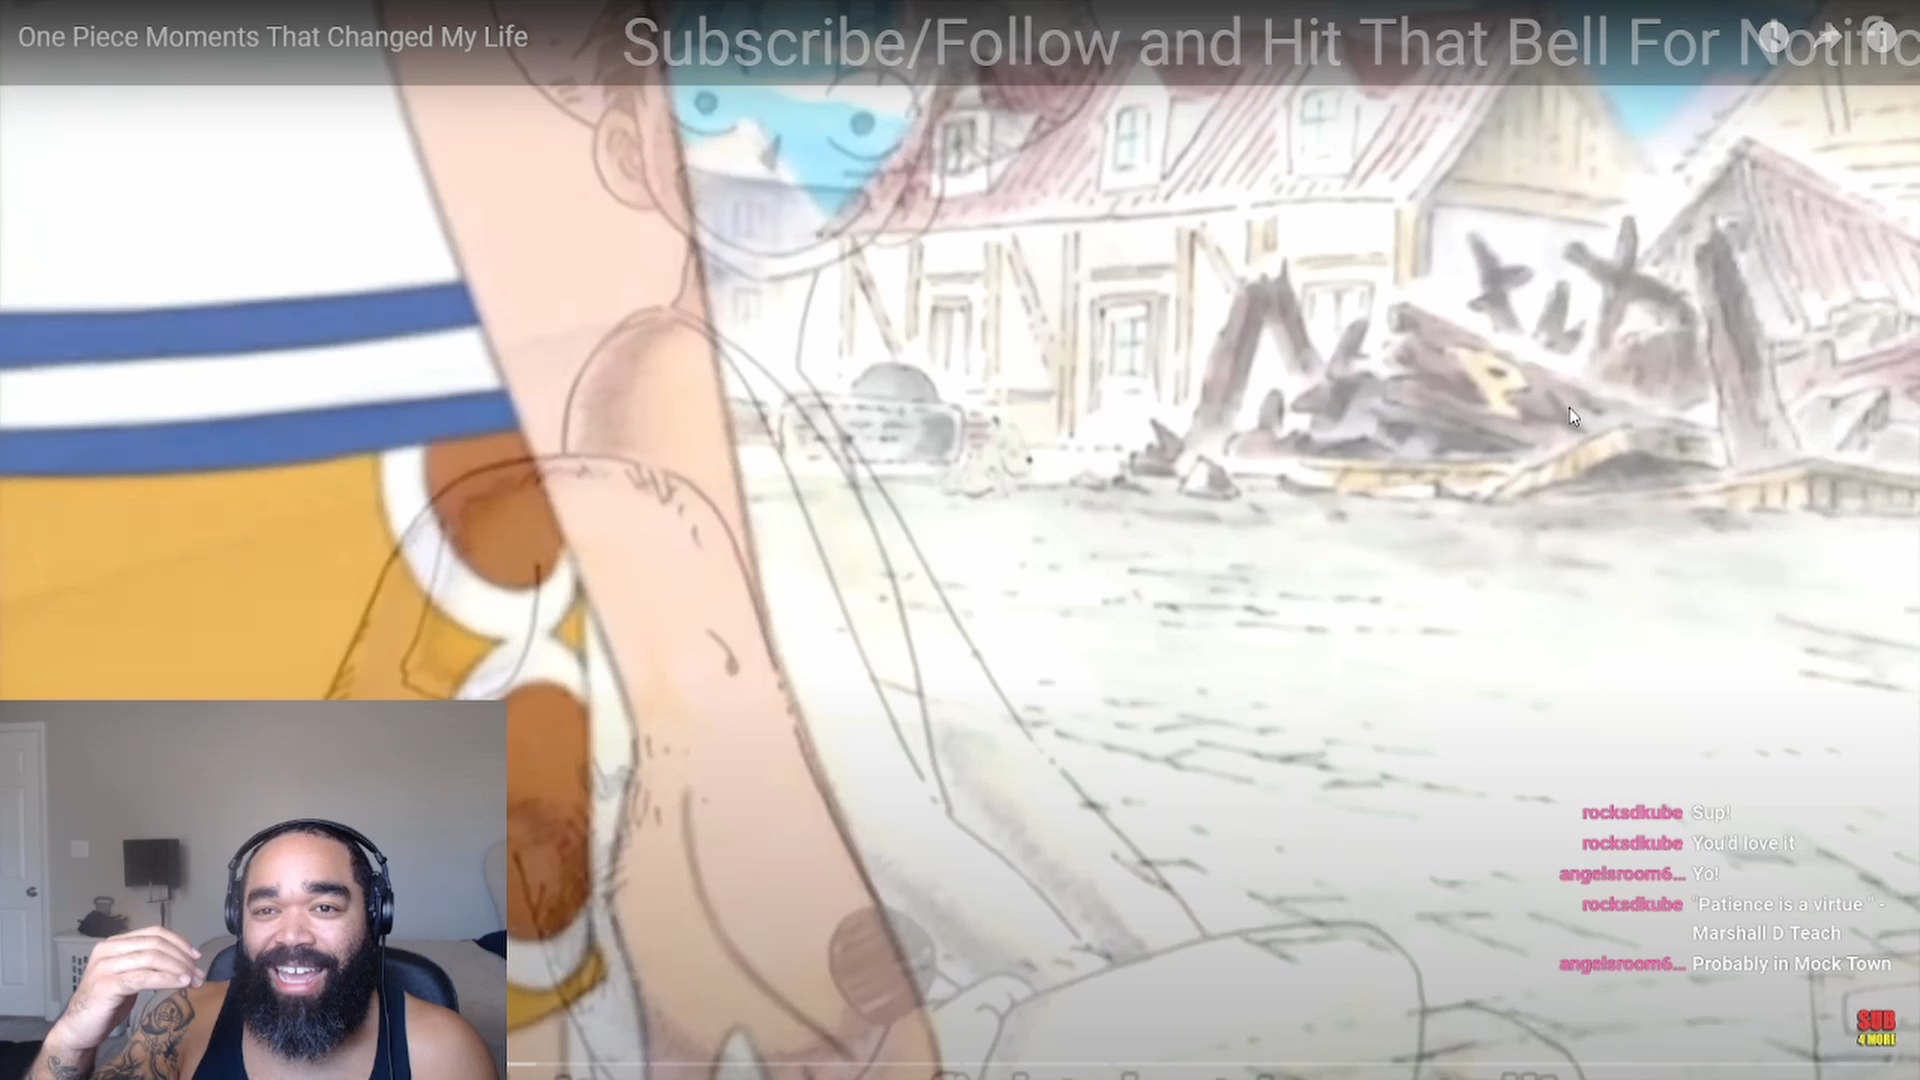 One Piece Moments That Changed My Life
Subscribe/Follow and Hit That Bell For Notific
rocksdkube Sup!
rocksdkube You'd love it
angelsroom6... Yo!
rocksdkube "Patience is a virtue " -
Marshall D Teach
angelsroom6... Probably in Mock Town
SUB
4 MORE